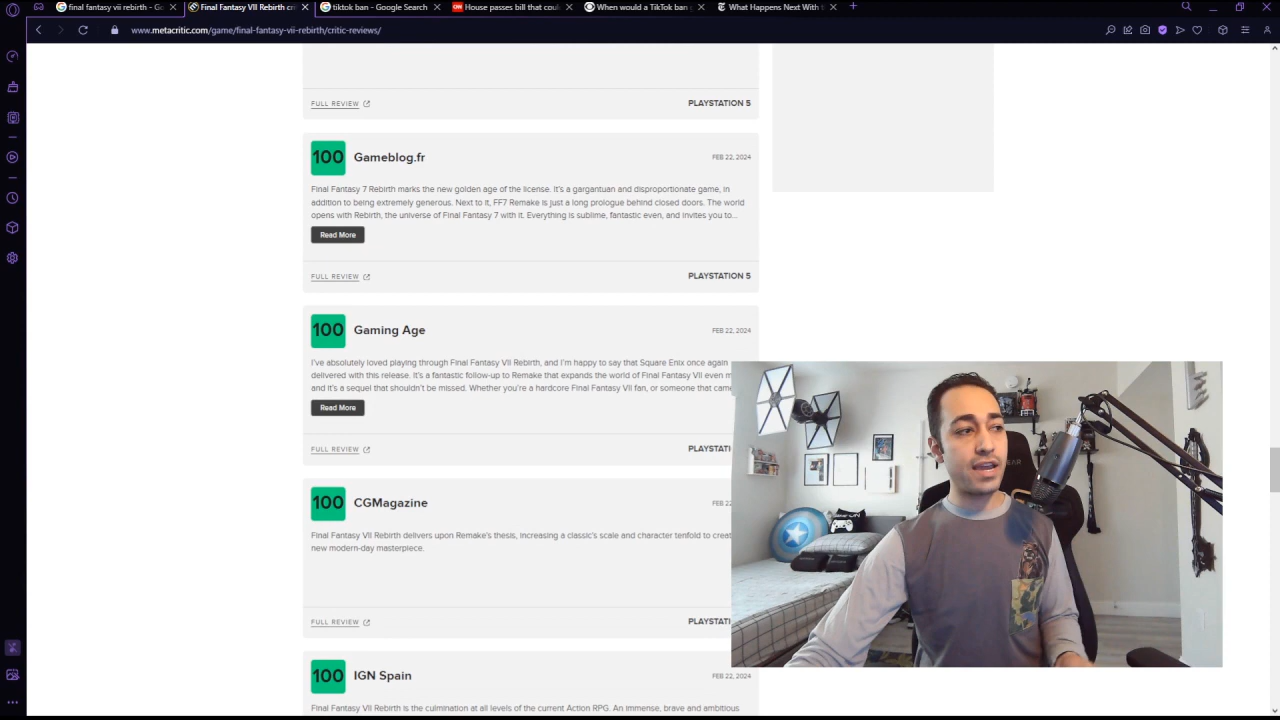 final fantasy vii rebirth - Go
Final Fantasy VII Rebirth cri
tiktok ban - Google Search
CNN
House passes bill that coul
When would a TikTok ban g
What Happens Next With th
www.metacritic.com/game/final-fantasy-vii-rebirth/critic-reviews/
FULL REVIEW
PLAYSTATION 5
100
Gameblog.fr
FEB 22, 2024
Final Fantasy 7 Rebirth marks the new golden age of the license. It's a gargantuan and disproportionate game, in
addition to being extremely generous. Next to it, FF7 Remake is just a long prologue behind closed doors. The world
opens with Rebirth, the universe of Final Fantasy 7 with it. Everything is sublime, fantastic even, and invites you to...
Read More
FULL REVIEW
PLAYSTATION 5
100
Gaming Age
FEB 22, 2024
I've absolutely loved playing through Final Fantasy VII Rebirth, and I'm happy to say that Square Enix once again
delivered with this release. It's a fantastic follow-up to Remake that expands the world of Final Fantasy VII even m
and it's a sequel that shouldn't be missed. Whether you're a hardcore Final Fantasy VII fan, or someone that came
Read More
FULL REVIEW
PLAYSTATI
100
CGMagazine
FEB 22
Final Fantasy VII Rebirth delivers upon Remake's thesis, increasing a classic's scale and character tenfold to creat
new modern-day masterpiece.
FULL REVIEW
PLAYSTATI
100
IGN Spain
FEB 22, 2024
Final Fantasy VII Rebirth is the culmination at all levels of the current Action RPG. An immense, brave and ambitious